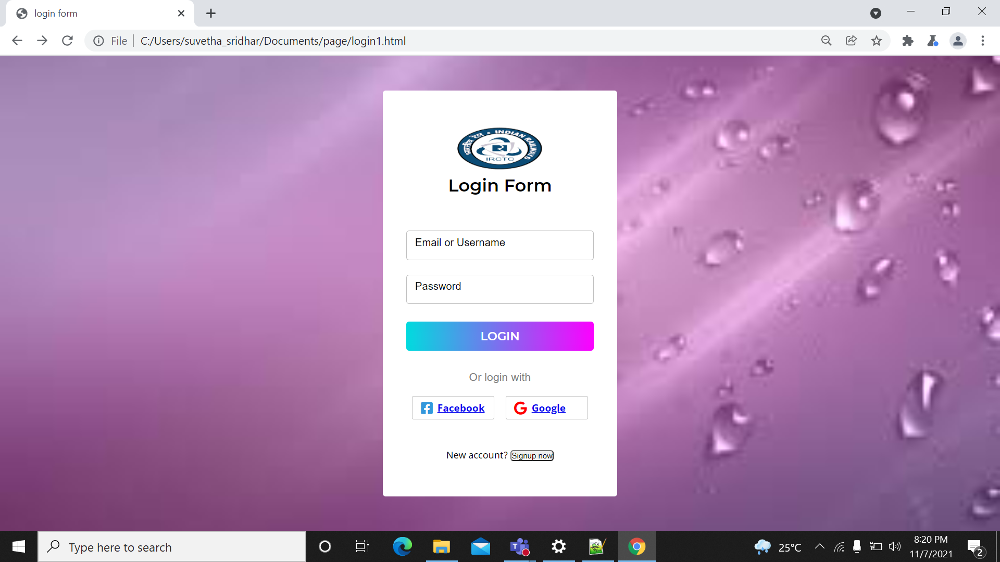 login form
File
C:/Users/suvetha_sridhar/Documents/page/login1.html
भारतीय रेल • INDIAN RAILWAYS
IRCTC
Login Form
Email or Username
Password
LOGIN
Or login with
Facebook Google
New account? Signup now
Type here to search
T
25°C
8:20 PM
11/7/2021
2